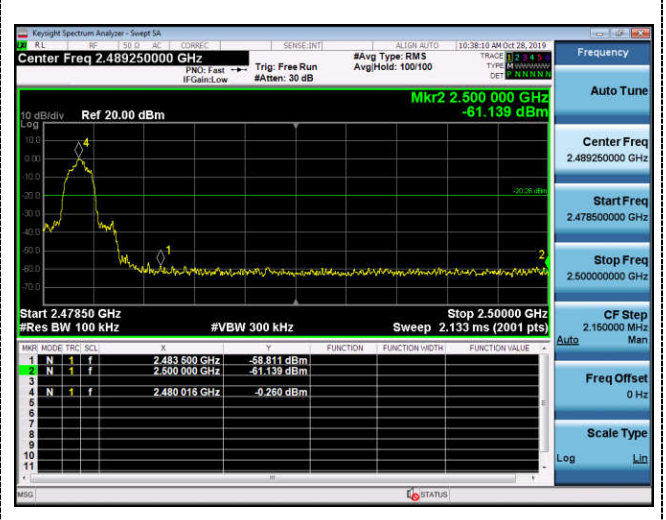 Keysight Spectrum Analyzer - Swept SA
RL RF 50 Ω AC CORREC SENSE:INT ALIGN AUTO 10:38:10 AM Oct 28, 2019
Center Freq 2.489250000 GHz
PNO: Fast
IFGain:Low
Trig: Free Run
#Atten: 30 dB
#Avg Type: RMS
Avg|Hold: 100/100
TRACE 1 2 3 4 5 6
TYPE M W W W W W
DET P N N N N N
Mkr2 2.500 000 GHz
-61.139 dBm
10 dB/div Ref 20.00 dBm
Log
10.0
0.00
-10.0
-20.0
-30.0
-40.0
-50.0
-60.0
-70.0
-20.26 dBm
4
1
2
Start 2.47850 GHz Stop 2.50000 GHz
#Res BW 100 kHz #VBW 300 kHz Sweep 2.133 ms (2001 pts)
MKR MODE TRC SCL X Y FUNCTION FUNCTION WIDTH FUNCTION VALUE
1 N 1 f 2.483 500 GHz -58.811 dBm
2 N 1 f 2.500 000 GHz -61.139 dBm
3
4 N 1 f 2.480 016 GHz -0.260 dBm
5
6
7
8
9
10
11
MSG STATUS
Frequency
Auto Tune
Center Freq
2.489250000 GHz
Start Freq
2.478500000 GHz
Stop Freq
2.500000000 GHz
CF Step
2.150000 MHz
Auto Man
Freq Offset
0 Hz
Scale Type
Log Lin